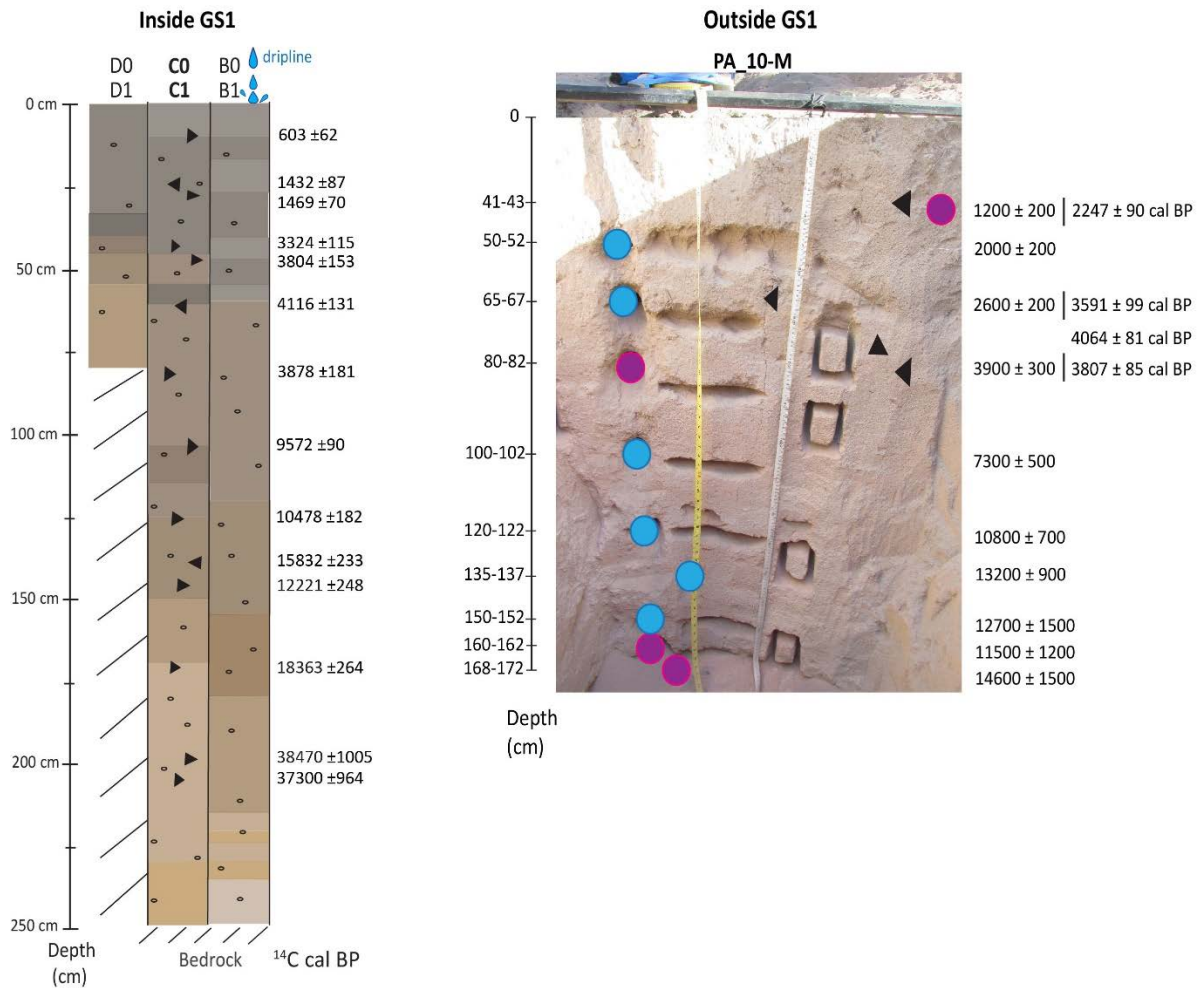 Inside GS1
D0 C0 B0 dripline
D1 C1 B1
0 cm
50 cm
100 cm
150 cm
200 cm
250 cm
Depth
(cm)
603 ±62
1432 ±87
1469 ±70
3324 ±115
3804 ±153
4116 ±131
3878 ±181
9572 ±90
10478 ±182
15832 ±233
12221 ±248
18363 ±264
38470 ±1005
37300 ±964
Bedrock
¹⁴C cal BP
Outside GS1
PA_10-M
0
41-43
50-52
65-67
80-82
100-102
120-122
135-137
150-152
160-162
168-172
Depth
(cm)
1200 ± 200 | 2247 ± 90 cal BP
2000 ± 200
2600 ± 200 | 3591 ± 99 cal BP
4064 ± 81 cal BP
3900 ± 300 | 3807 ± 85 cal BP
7300 ± 500
10800 ± 700
13200 ± 900
12700 ± 1500
11500 ± 1200
14600 ± 1500